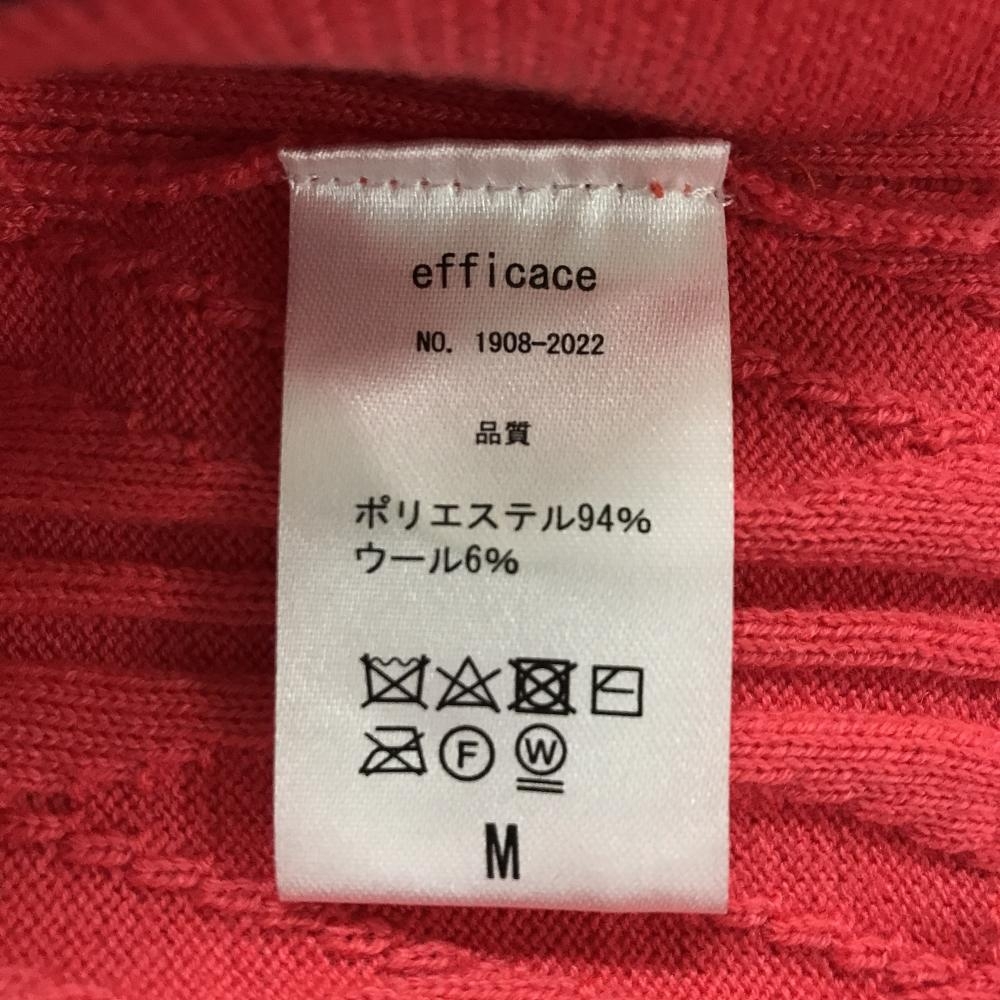 efficace
NO. 1908-2022
品質
ポリエステル94%
ウール6%
F W
M